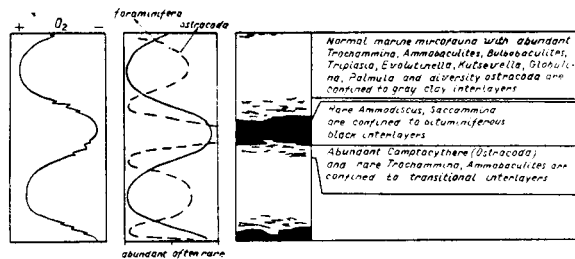 + O2 −
foraminifera
ostracoda
Normal marine mircofauna with abundant
Trochammina, Ammobaculites, Bulbobaculites,
Triplasia, Evolutinella, Kutsevella, Globuli-
na, Palmula and diversity ostracoda are
confined to gray clay interlayers
Rare Ammodiscus, Saccammina
are confined to bituminiferous
black interlayers
Abundant Camptocythere (Ostracoda)
and rare Trochammina, Ammobaculites are
confined to transitional interlayers
abundant often rare